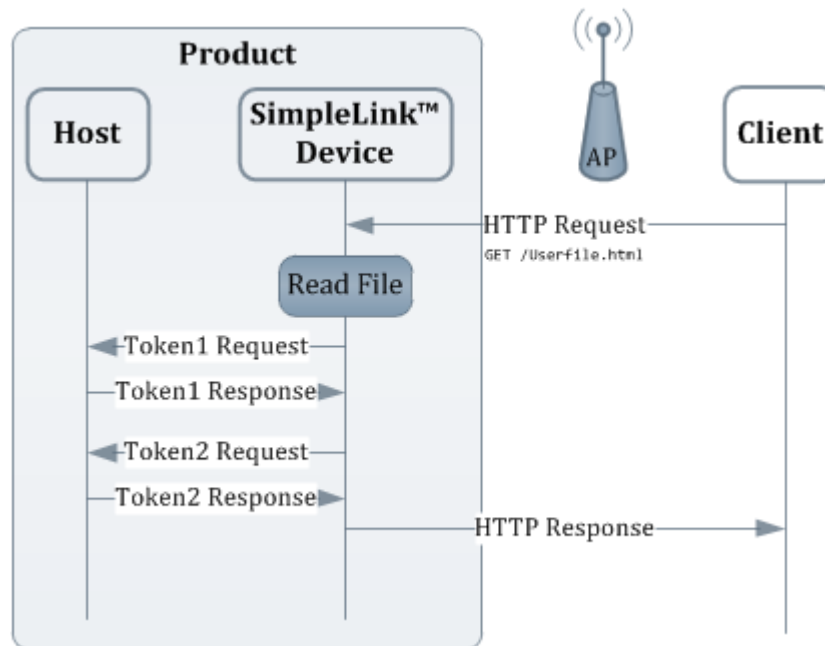 Product
Host
SimpleLink™
Device
AP
Client
HTTP Request
GET /Userfile.html
Read File
Token1 Request
Token1 Response
Token2 Request
Token2 Response
HTTP Response